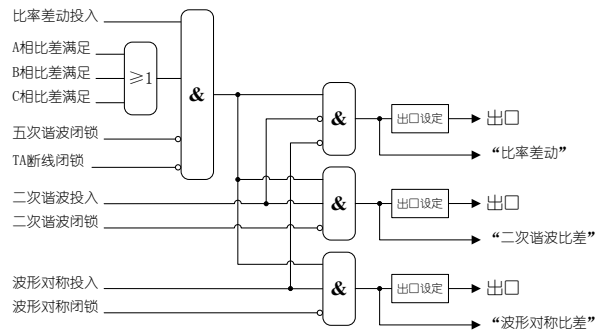 比率差动投入
A相比差满足
B相比差满足
C相比差满足
≥1
五次谐波闭锁
TA断线闭锁
&
二次谐波投入
二次谐波闭锁
波形对称投入
波形对称闭锁
&
出口设定
出口
“比率差动”
&
出口设定
出口
“二次谐波比差”
&
出口设定
出口
“波形对称比差”